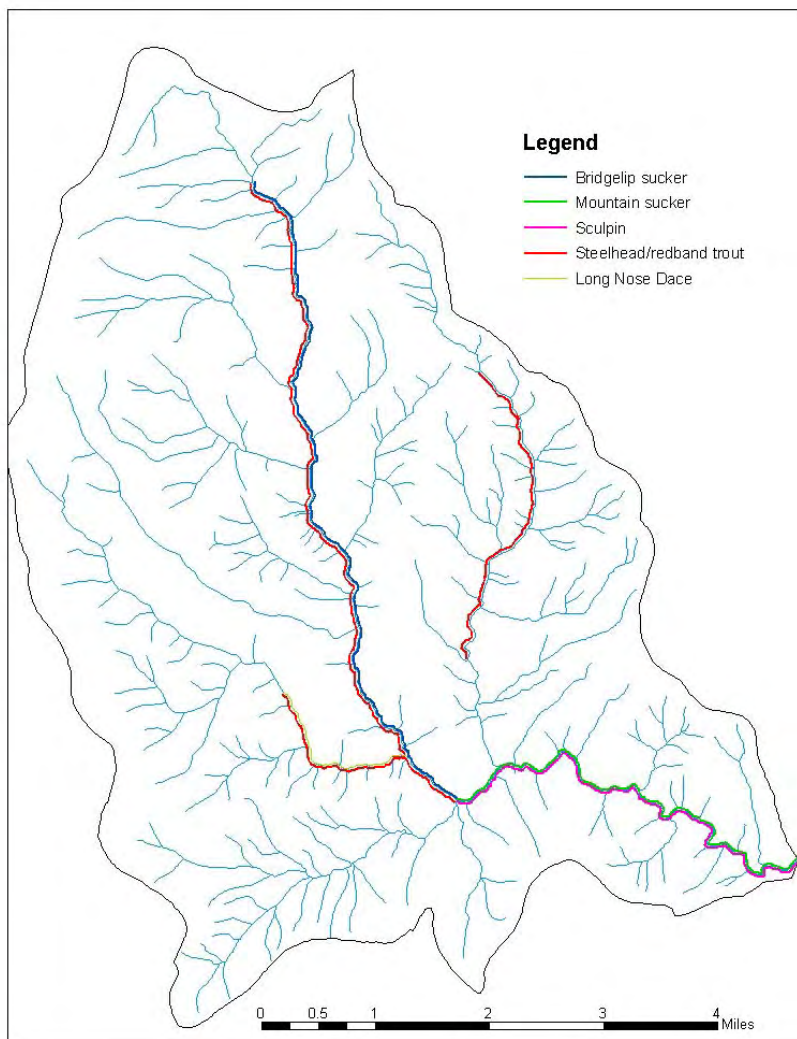 Legend
Bridgelip sucker
Mountain sucker
Sculpin
Steelhead/redband trout
Long Nose Dace
0 0.5 1 2 3 4
Miles